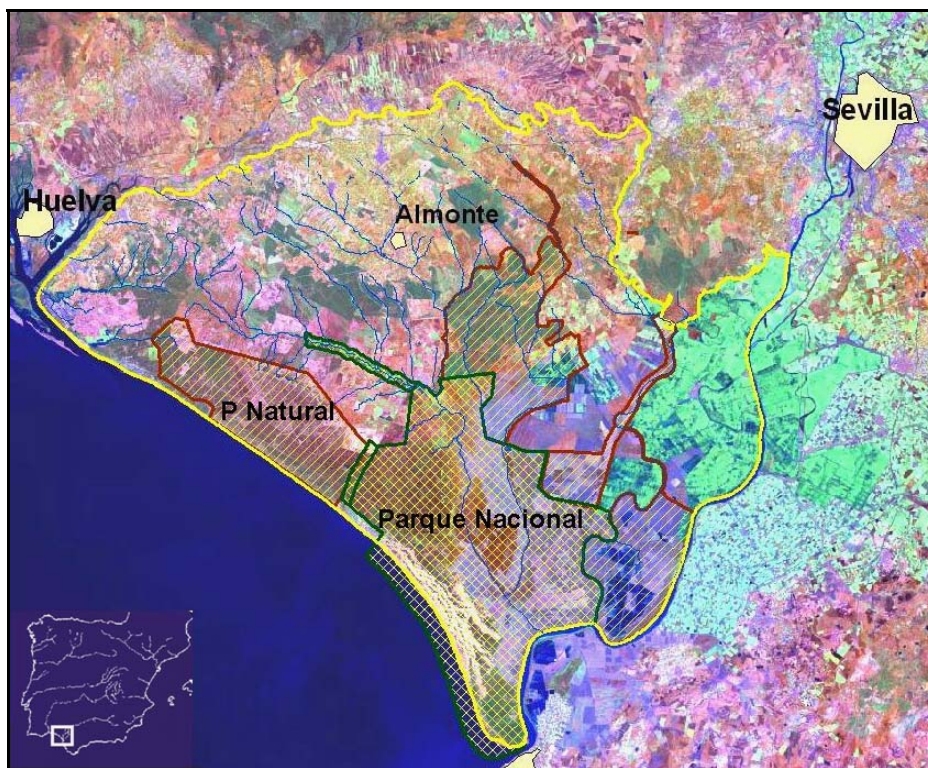 Sevilla
Huelva
Almonte
P Natural
Parque Nacional